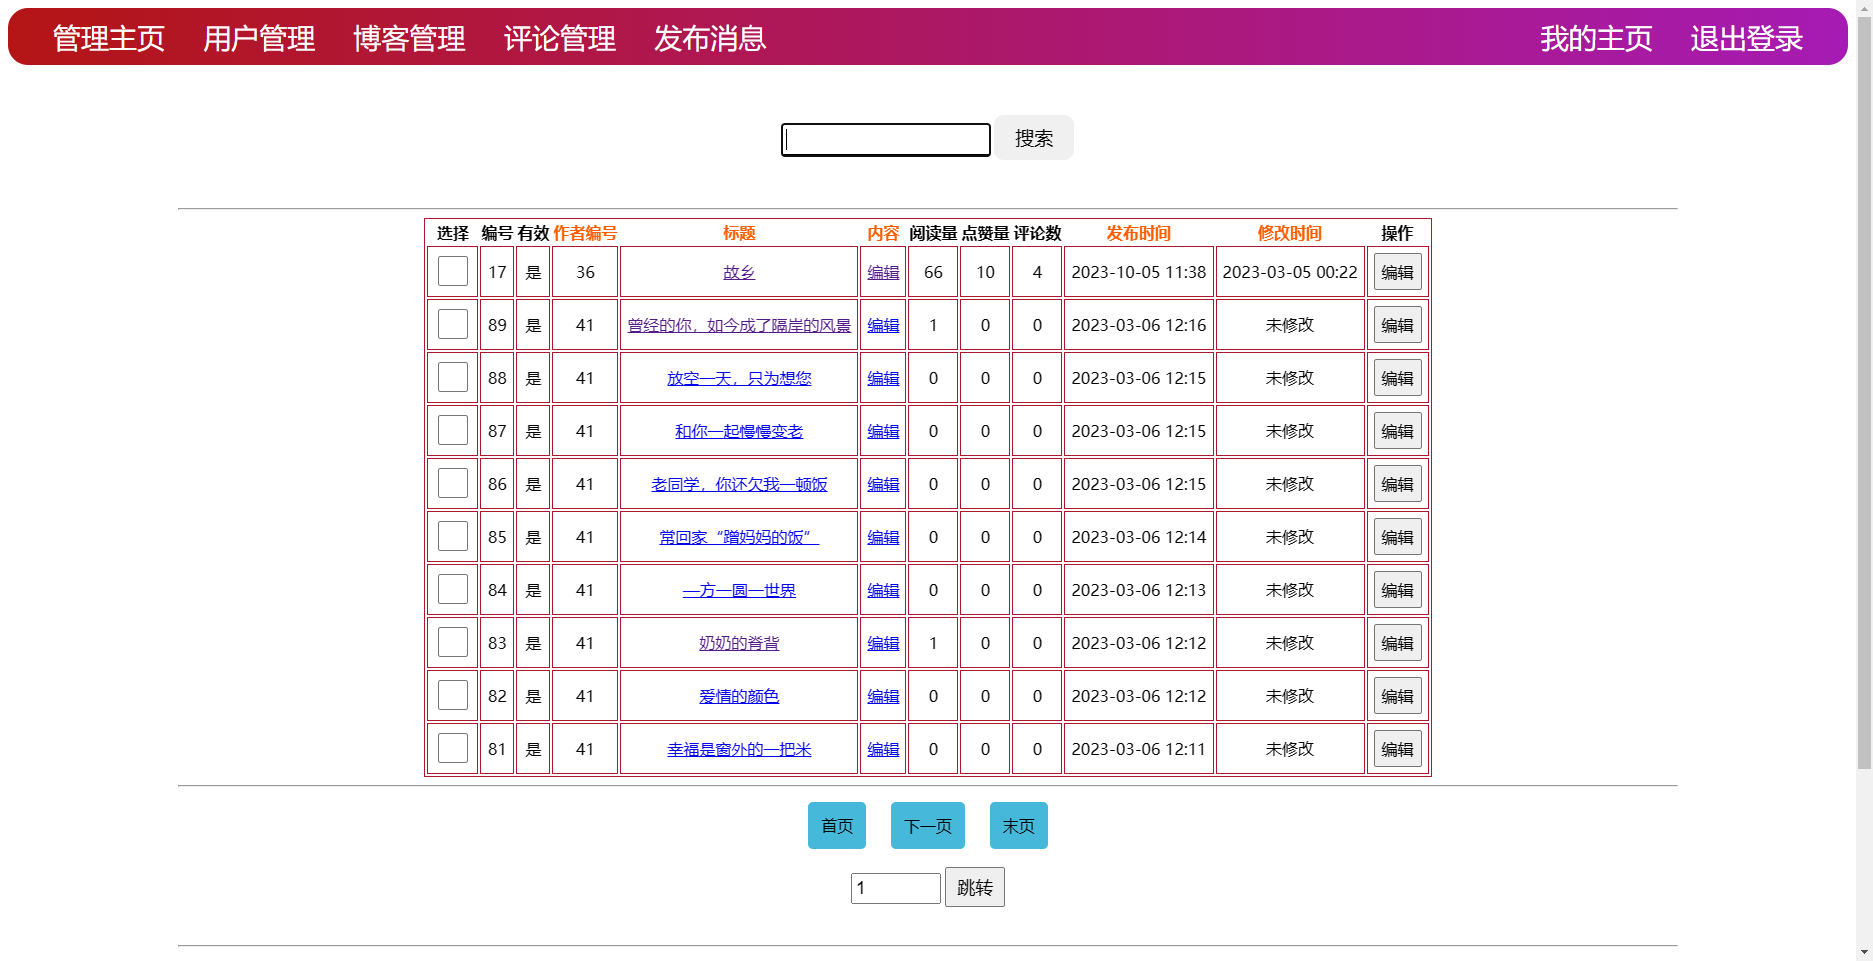 管理主页 用户管理 博客管理 评论管理 发布消息 我的主页 退出登录
搜索
选择 编号 有效 作者编号 标题 内容 阅读量 点赞量 评论数 发布时间 修改时间 操作
17 是 36 故乡 编辑 66 10 4 2023-10-05 11:38 2023-03-05 00:22 编辑
89 是 41 曾经的你，如今成了隔岸的风景 编辑 1 0 0 2023-03-06 12:16 未修改 编辑
88 是 41 放空一天，只为想您 编辑 0 0 0 2023-03-06 12:15 未修改 编辑
87 是 41 和你一起慢慢变老 编辑 0 0 0 2023-03-06 12:15 未修改 编辑
86 是 41 老同学，你还欠我一顿饭 编辑 0 0 0 2023-03-06 12:15 未修改 编辑
85 是 41 常回家“蹭妈妈的饭” 编辑 0 0 0 2023-03-06 12:14 未修改 编辑
84 是 41 一方一圆一世界 编辑 0 0 0 2023-03-06 12:13 未修改 编辑
83 是 41 奶奶的脊背 编辑 1 0 0 2023-03-06 12:12 未修改 编辑
82 是 41 爱情的颜色 编辑 0 0 0 2023-03-06 12:12 未修改 编辑
81 是 41 幸福是窗外的一把米 编辑 0 0 0 2023-03-06 12:11 未修改 编辑
首页 下一页 末页
1 跳转